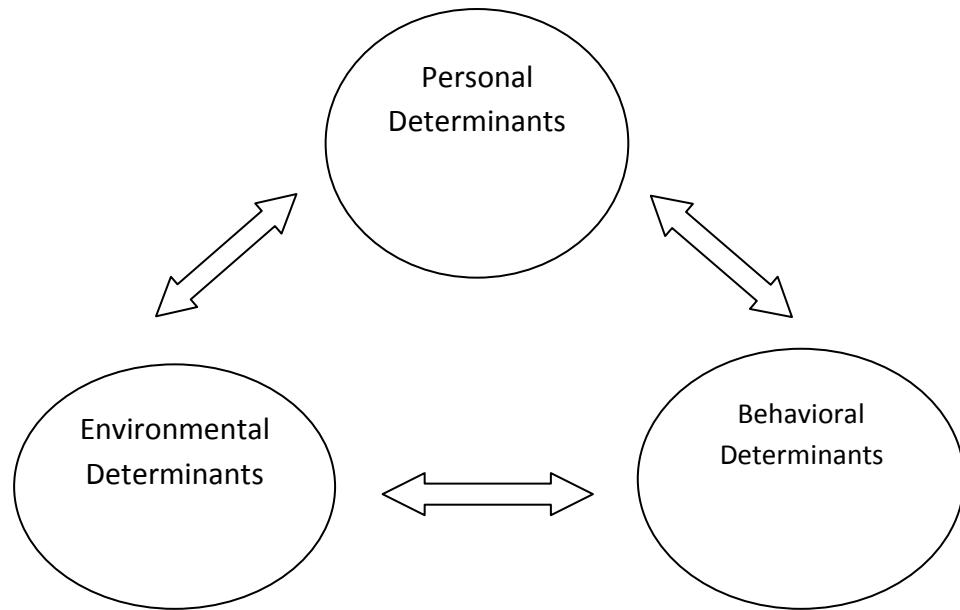 Personal
Determinants
Environmental
Determinants
Behavioral
Determinants